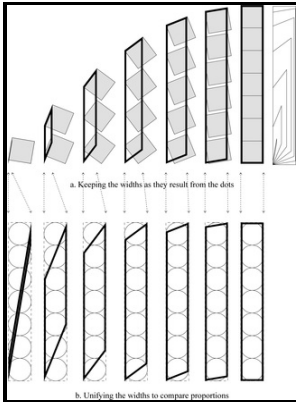 a. Keeping the widths as they result from the dots
b. Unifying the widths to compare proportions